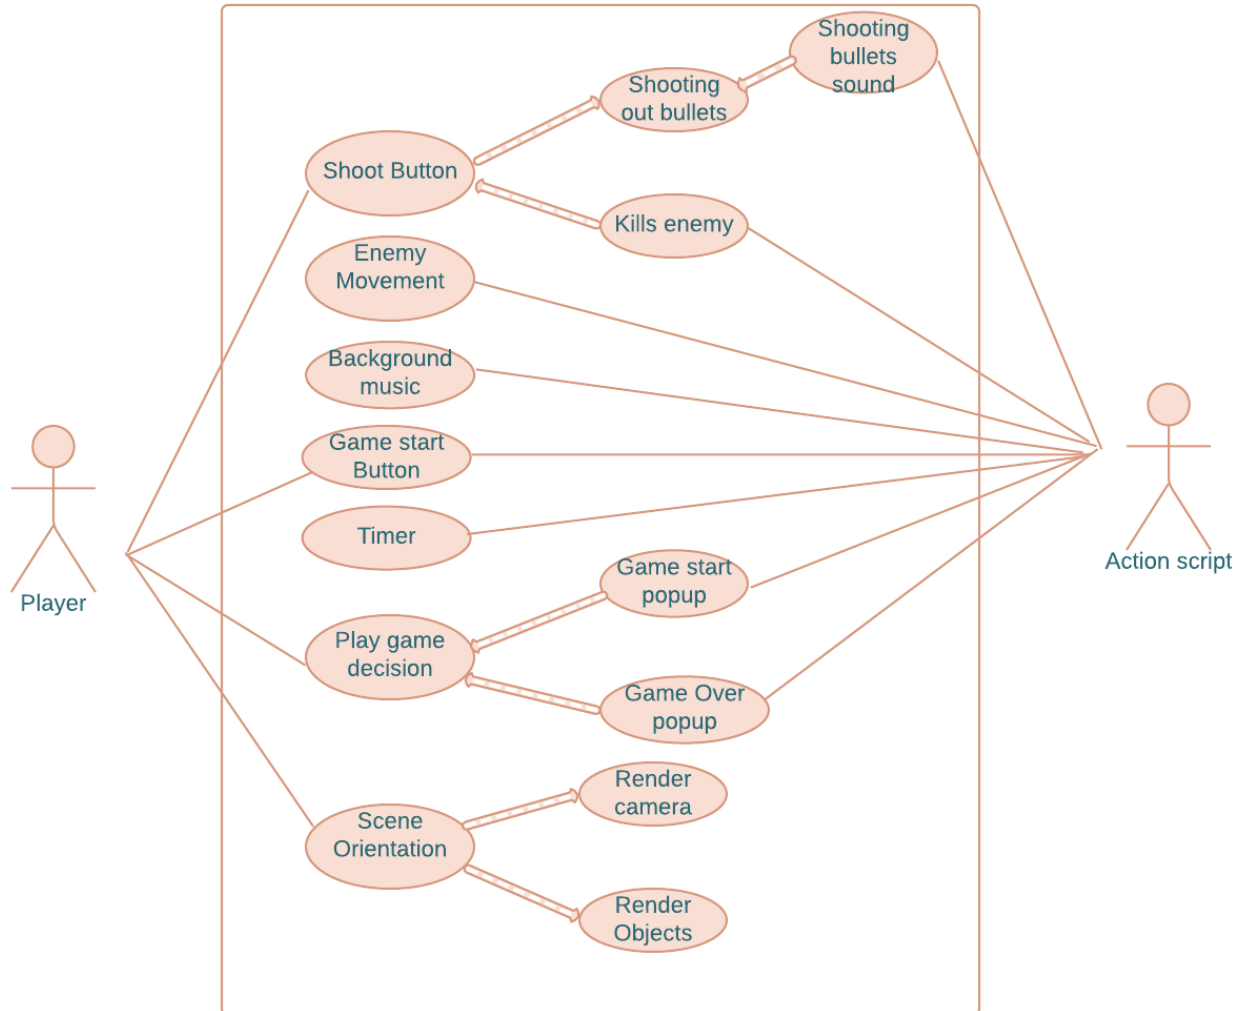 Shooting
bullets
sound
Shooting
out bullets
Shoot Button
Kills enemy
Enemy
Movement
Background
music
Game start
Button
Timer
Game start
popup
Action script
Player
Play game
decision
Game Over
popup
Render
camera
Scene
Orientation
Render
Objects